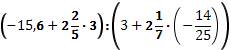 (−15,6 + 2 2/5 · 3) : (3 + 2 1/7 · (− 14/25))